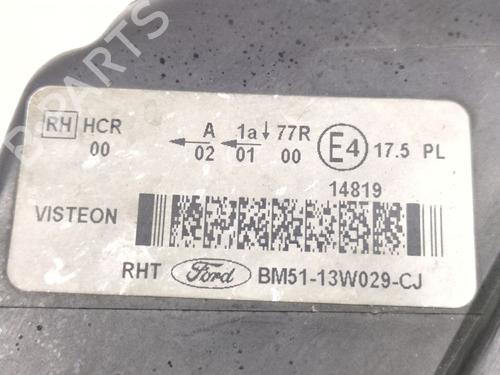 RH HCR A 1a 77R E4 17.5 PL
00 02 01 00
14819
VISTEON
RHT Ford BM51-13W029-CJ
B-PARTS